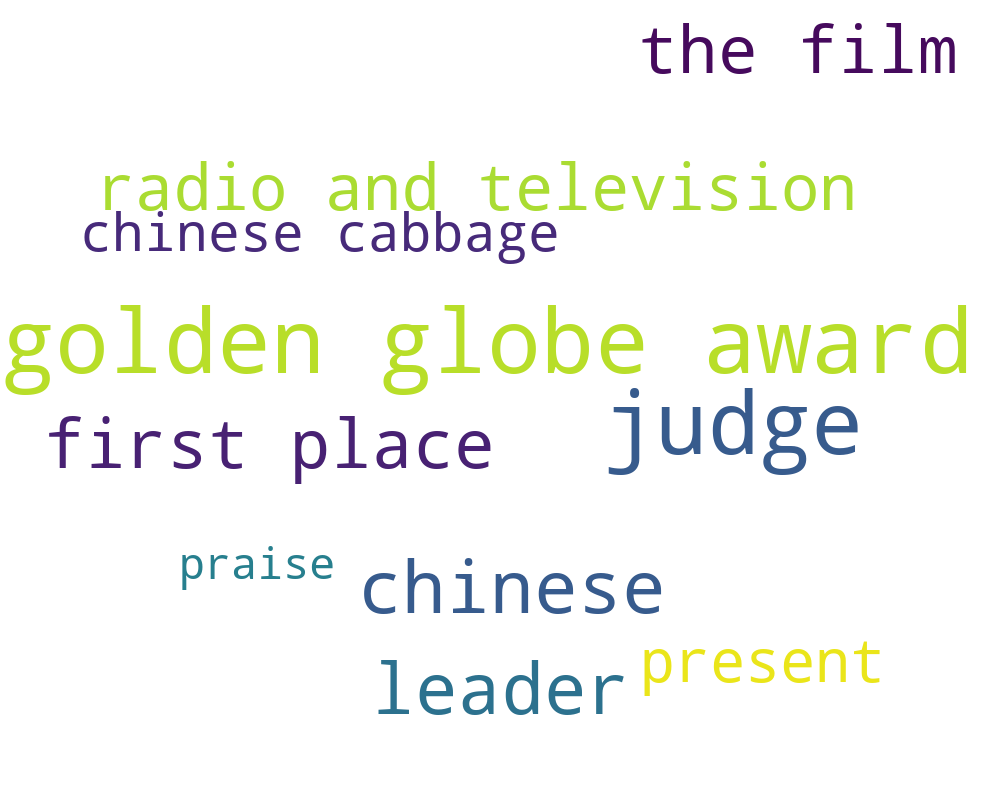 the film
radio and television
chinese cabbage
golden globe award
judge
first place
praise
chinese
present
leader